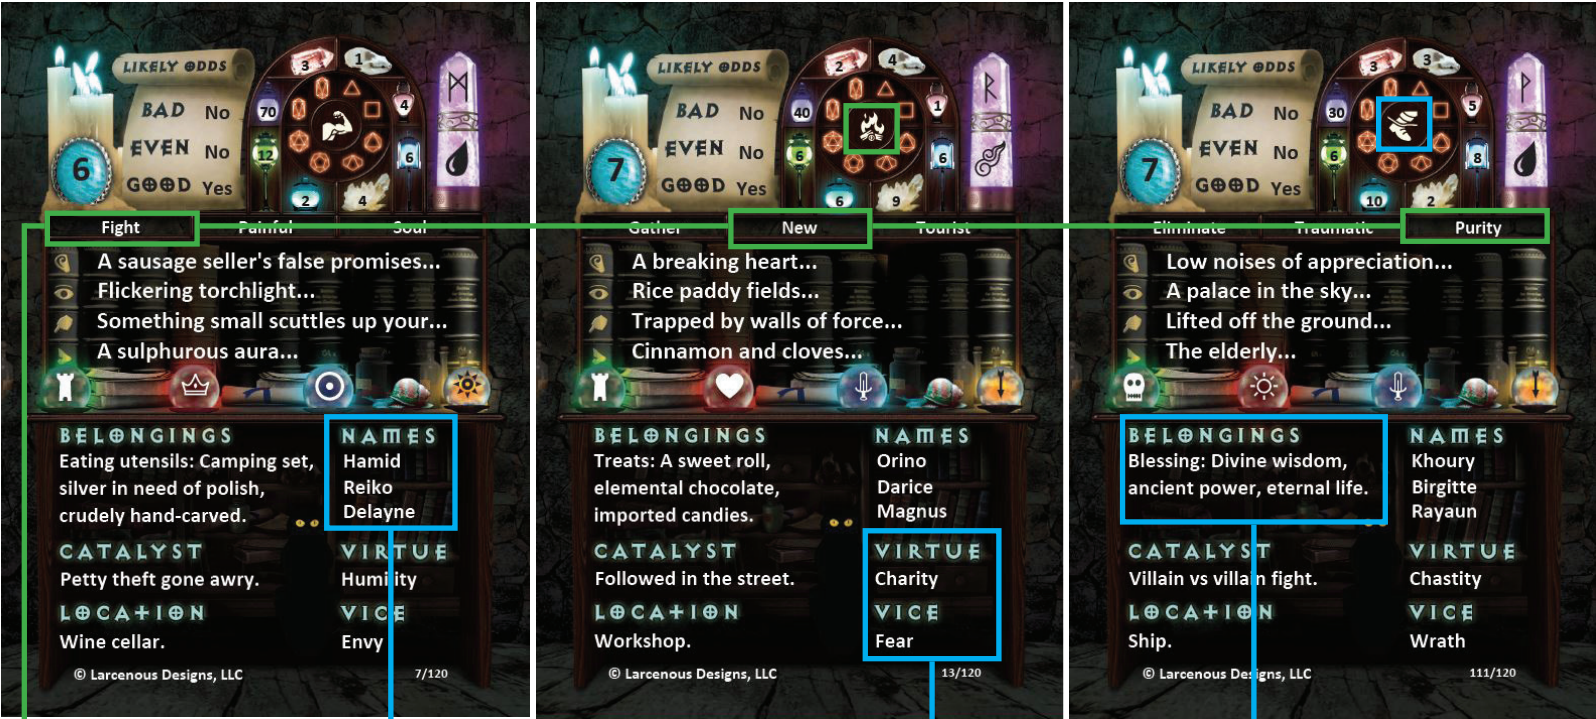 LIKELY ODDS
BAD No
EVEN No
GOOD Yes
6
3
1
70
4
12
6
2
4
Fight Painful Soul
A sausage seller's false promises...
Flickering torchlight...
Something small scuttles up your...
A sulphurous aura...
BELONGINGS
Eating utensils: Camping set,
silver in need of polish,
crudely hand-carved.
NAMES
Hamid
Reiko
Delayne
CATALYST
Petty theft gone awry.
VIRTUE
Humility
LOCATION
Wine cellar.
VICE
Envy
© Larcenous Designs, LLC 7/120
LIKELY ODDS
BAD No
EVEN No
GOOD Yes
7
2
4
40
1
6
6
6
9
Gather New Tourist
A breaking heart...
Rice paddy fields...
Trapped by walls of force...
Cinnamon and cloves...
BELONGINGS
Treats: A sweet roll,
elemental chocolate,
imported candies.
NAMES
Orino
Darice
Magnus
CATALYST
Followed in the street.
VIRTUE
Charity
LOCATION
Workshop.
VICE
Fear
© Larcenous Designs, LLC 13/120
LIKELY ODDS
BAD No
EVEN No
GOOD Yes
7
3
3
30
5
6
8
10
2
Eliminate Traumatic Purity
Low noises of appreciation...
A palace in the sky...
Lifted off the ground...
The elderly...
BELONGINGS
Blessing: Divine wisdom,
ancient power, eternal life.
NAMES
Khoury
Birgitte
Rayaun
CATALYST
Villain vs villain fight.
VIRTUE
Chastity
LOCATION
Ship.
VICE
Wrath
© Larcenous Designs, LLC 111/120